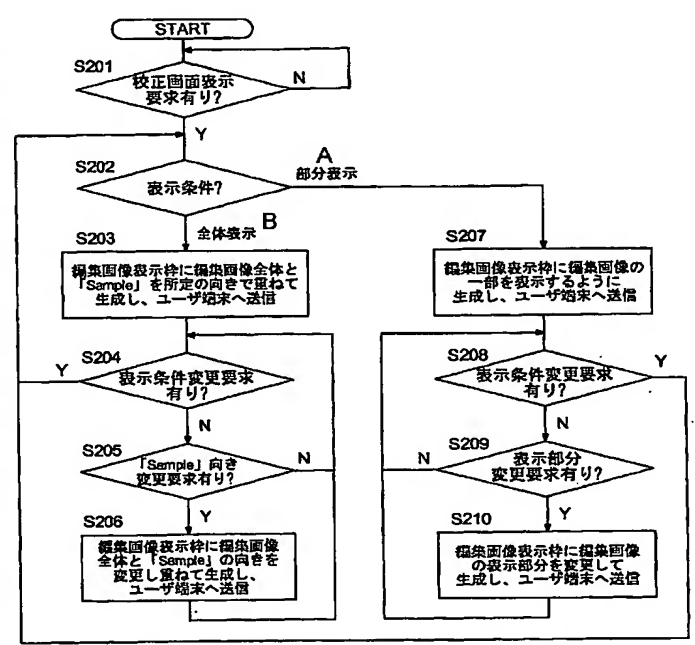 START
S201
校正画面表示
要求有り?
N
Y
S202
表示条件?
A
部分表示
全体表示
B
S203
編集画像表示枠に編集画像全体と
「Sample」を所定の向きで重ねて
生成し、ユーザ端末へ送信
S207
編集画像表示枠に編集画像の
一部を表示するように
生成し、ユーザ端末へ送信
S204
Y
表示条件変更要求
有り?
N
S208
表示条件変更要求
有り?
Y
N
S205
「Sample」向き
変更要求有り?
N
Y
S209
N
表示部分
変更要求有り?
Y
S206
編集画像表示枠に編集画像
全体と「Sample」の向きを
変更し重ねて生成し、
ユーザ端末へ送信
S210
編集画像表示枠に編集画像
の表示部分を変更して
生成し、ユーザ端末へ送信